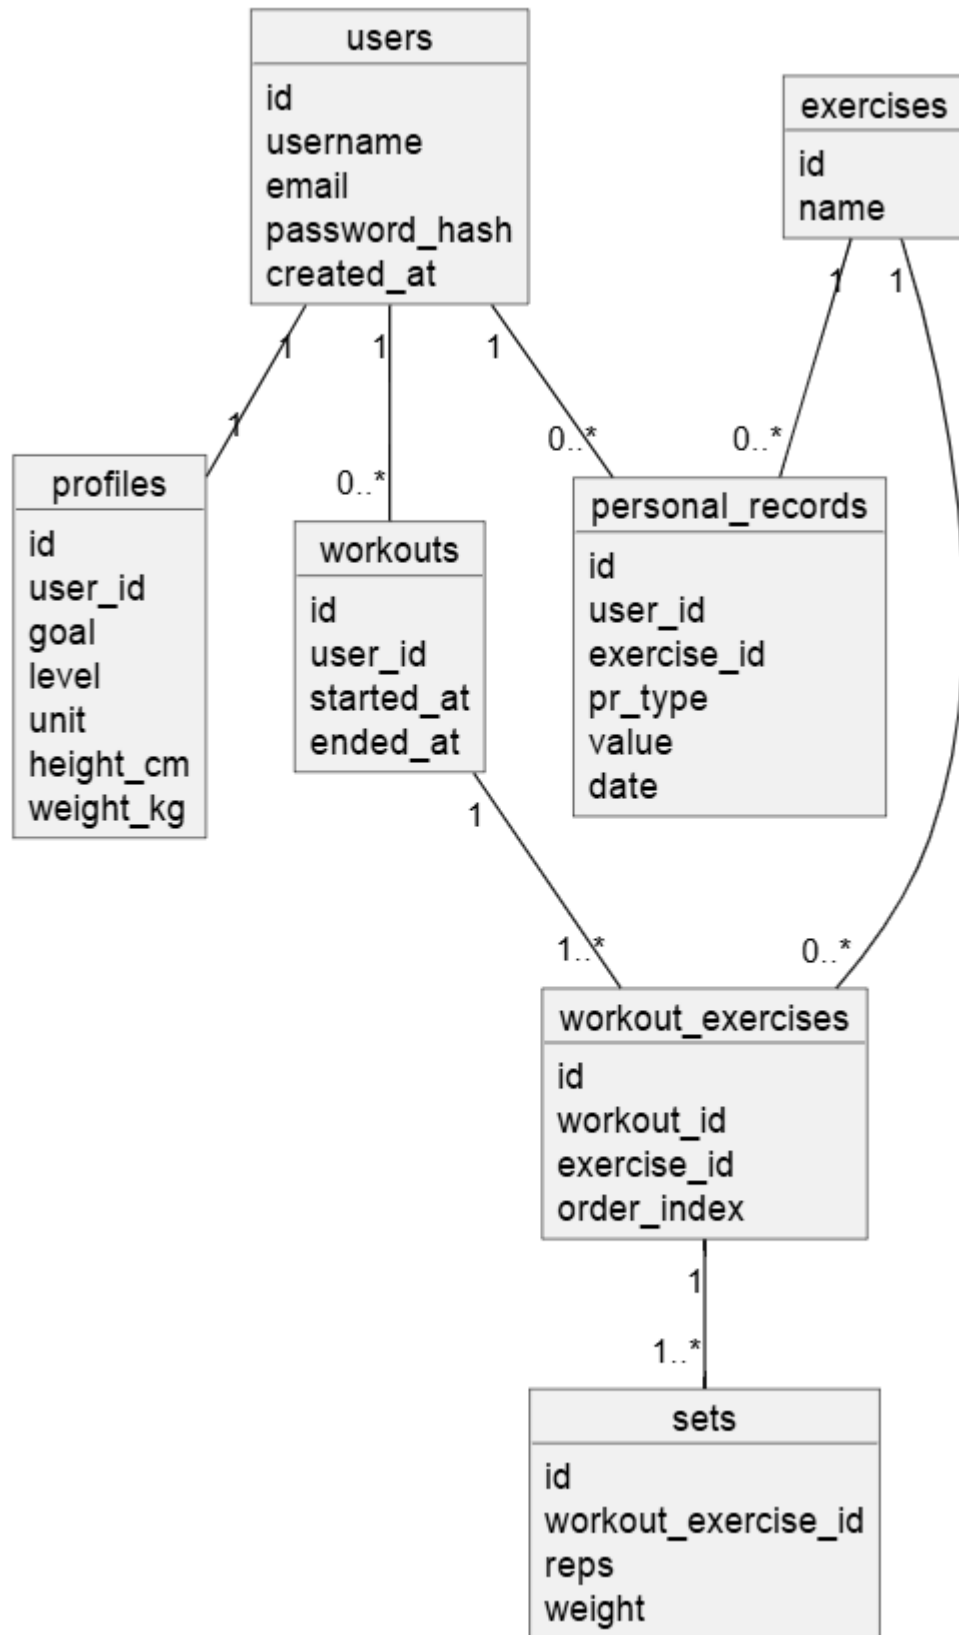 users
id
username
email
password_hash
created_at
exercises
id
name
1
1
1
1
1
1
0..*
0..*
0..*
profiles
id
user_id
goal
level
unit
height_cm
weight_kg
workouts
id
user_id
started_at
ended_at
personal_records
id
user_id
exercise_id
pr_type
value
date
1
1..*
0..*
workout_exercises
id
workout_id
exercise_id
order_index
1
1..*
sets
id
workout_exercise_id
reps
weight